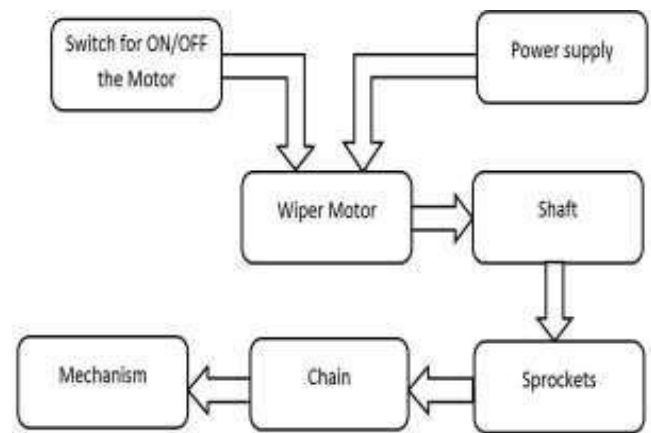 Switch for ON/OFF
the Motor
Power supply
Wiper Motor
Shaft
Mechanism
Chain
Sprockets